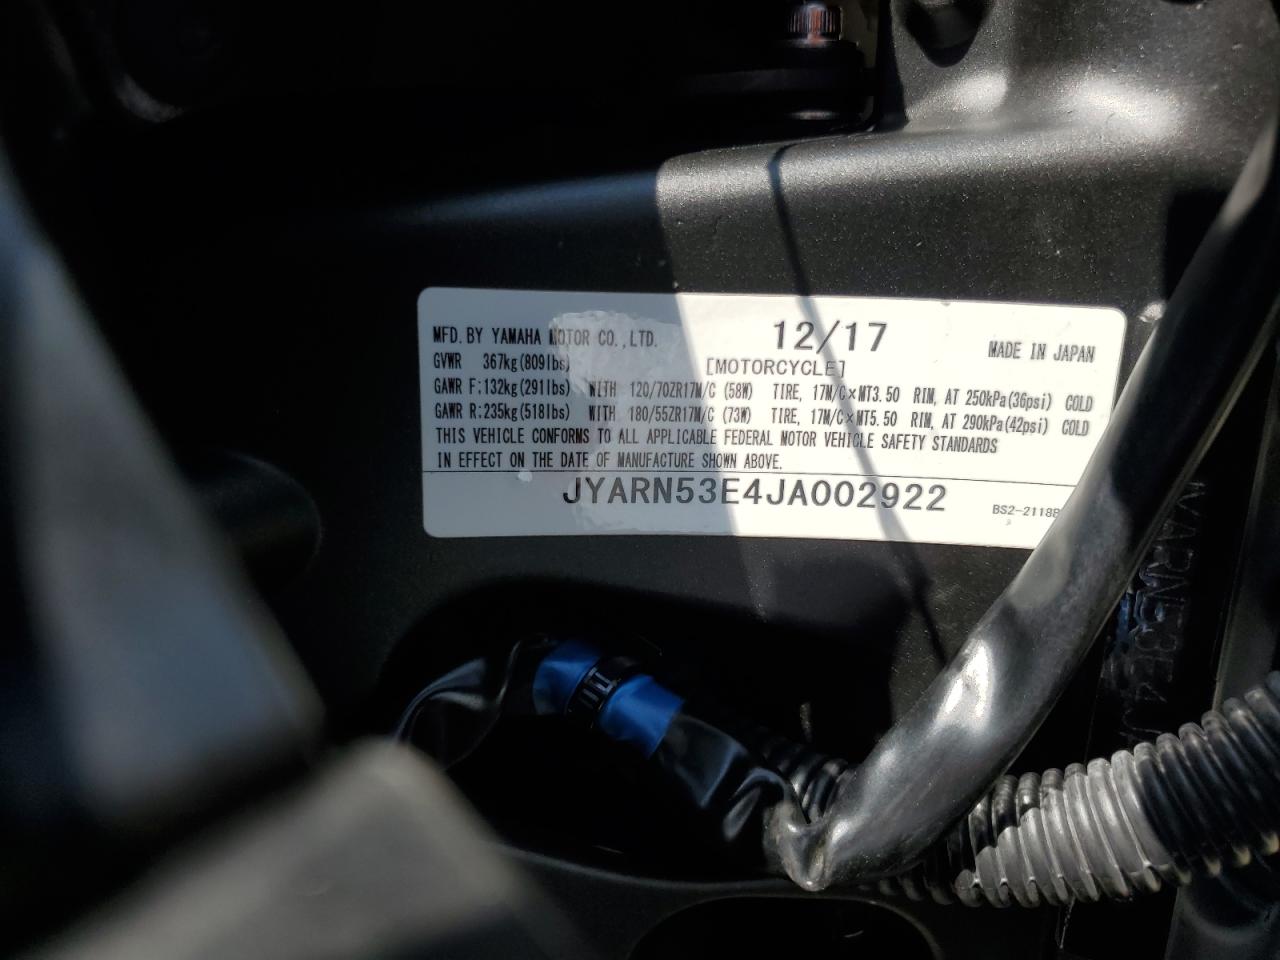 MFD. BY YAMAHA MOTOR CO., LTD. 12/17 MADE IN JAPAN
GVWR 367kg(809lbs) [MOTORCYCLE]
GAWR F:132kg(291lbs) WITH 120/70ZR17M/C (58W) TIRE, 17M/C×MT3.50 RIM, AT 250kPa(36psi) COLD
GAWR R:235kg(518lbs) WITH 180/55ZR17M/C (73W) TIRE, 17M/C×MT5.50 RIM, AT 290kPa(42psi) COLD
THIS VEHICLE CONFORMS TO ALL APPLICABLE FEDERAL MOTOR VEHICLE SAFETY STANDARDS
IN EFFECT ON THE DATE OF MANUFACTURE SHOWN ABOVE.
JYARN53E4JA002922